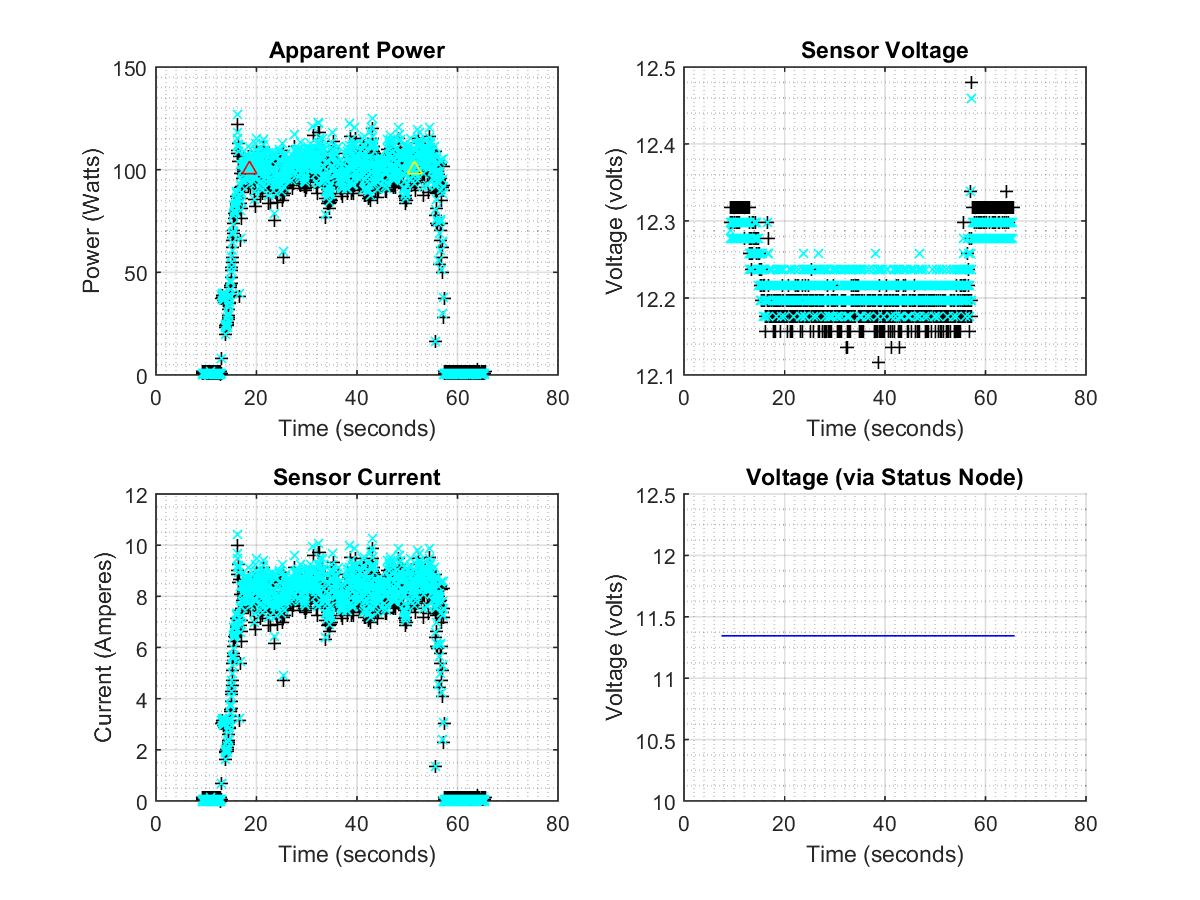 Apparent Power
150
100
50
0
0 20 40 60 80
Power (Watts)
Time (seconds)
Sensor Voltage
12.5
12.4
12.3
12.2
12.1
0 20 40 60 80
Voltage (volts)
Time (seconds)
Sensor Current
12
10
8
6
4
2
0
0 20 40 60 80
Current (Amperes)
Time (seconds)
Voltage (via Status Node)
12.5
12
11.5
11
10.5
10
0 20 40 60 80
Voltage (volts)
Time (seconds)